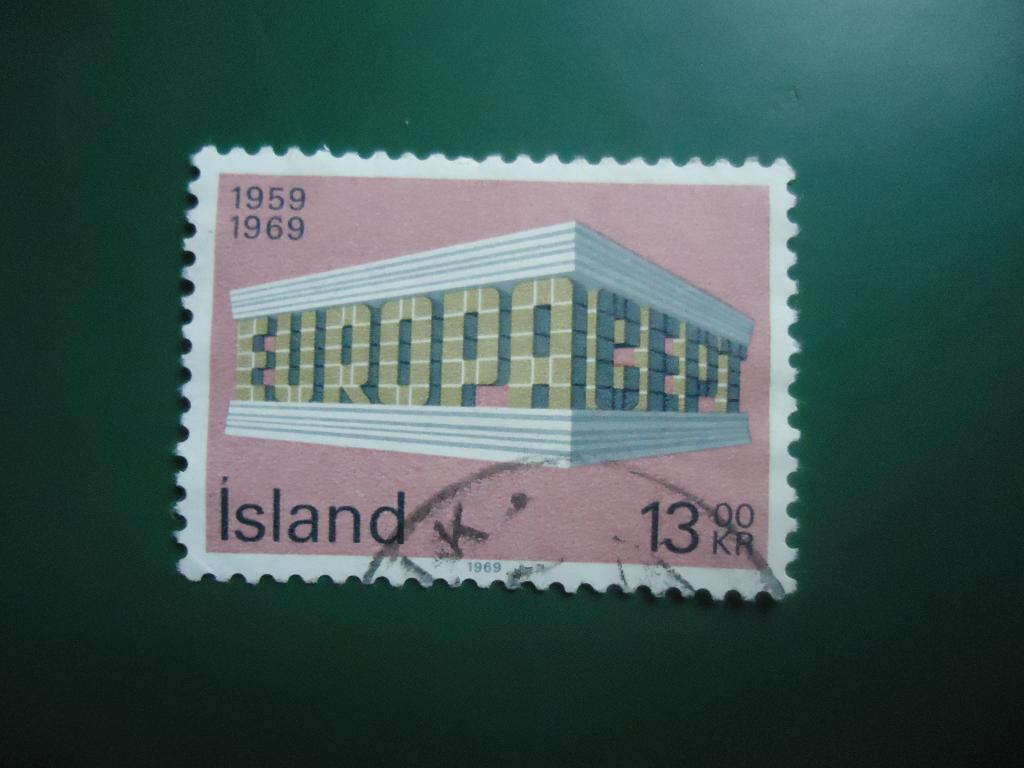 1959
1969
EUROPA CEPT
Ísland
13 00
KR
K
1969